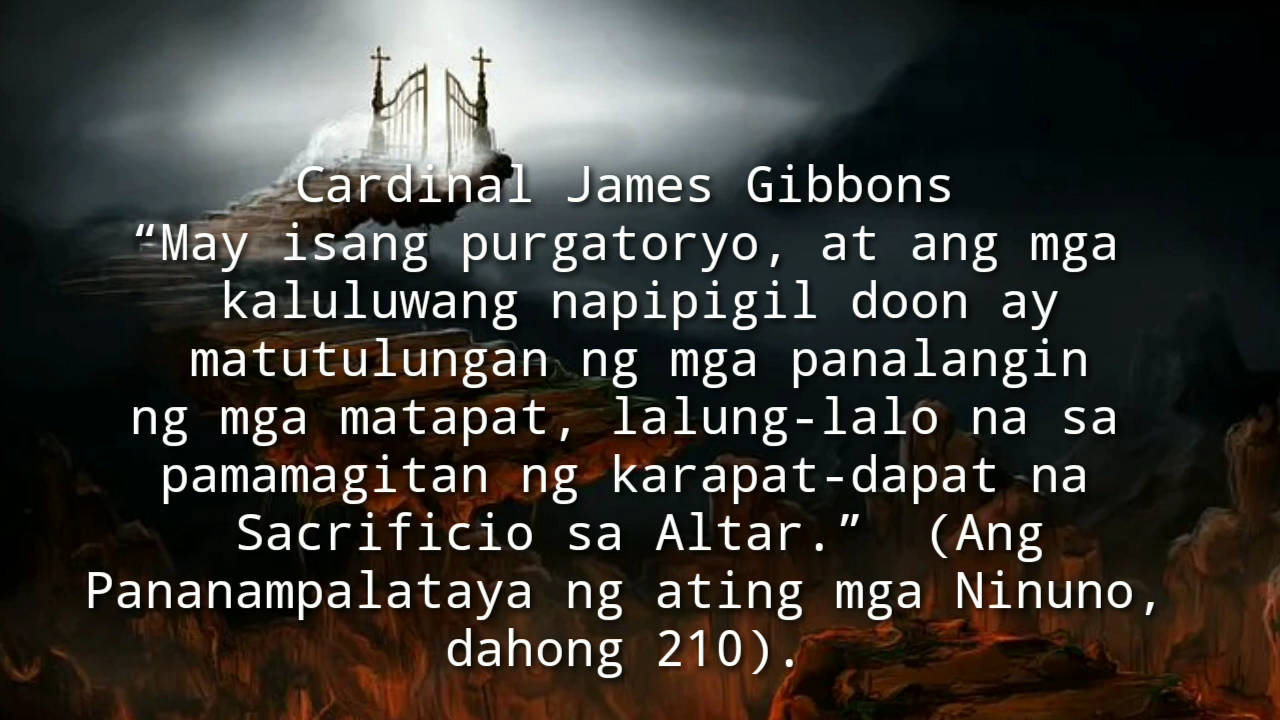 Cardinal James Gibbons
“May isang purgatoryo, at ang mga
kaluluwang napipigil doon ay
matutulungan ng mga panalangin
ng mga matapat, lalung-lalo na sa
pamamagitan ng karapat-dapat na
Sacrificio sa Altar.”  (Ang
Pananampalataya ng ating mga Ninuno,
dahong 210).